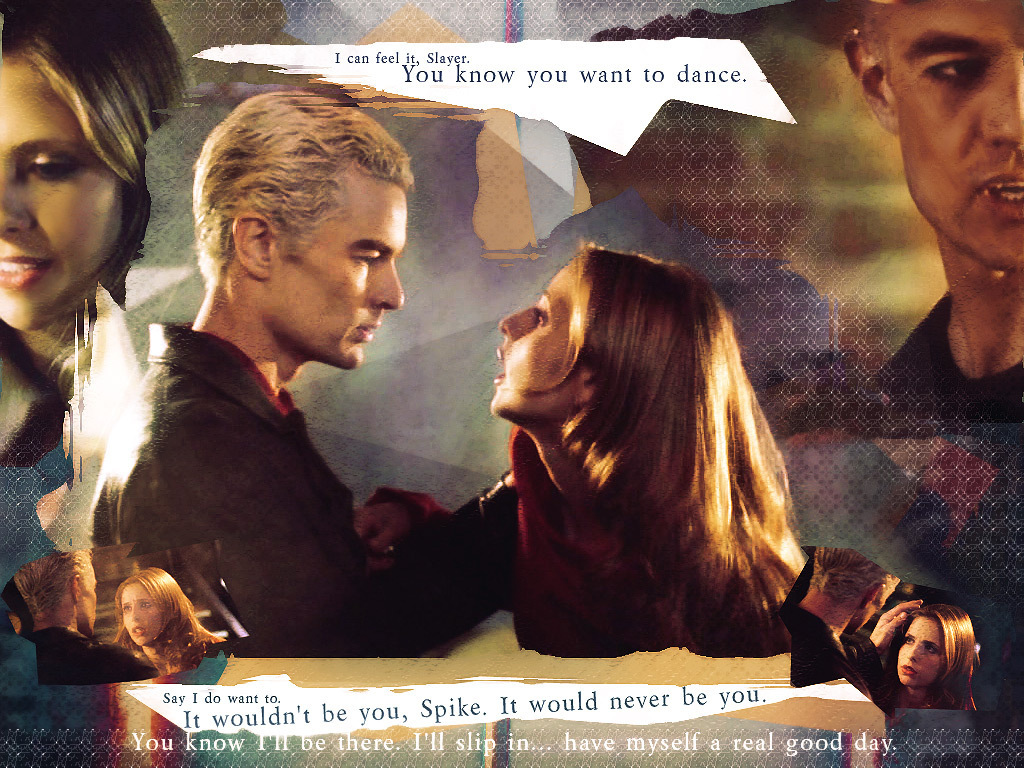 I can feel it, Slayer.
You know you want to dance.
Say I do want to.
It wouldn't be you, Spike. It would never be you.
You know I'll be there. I'll slip in... have myself a real good day.